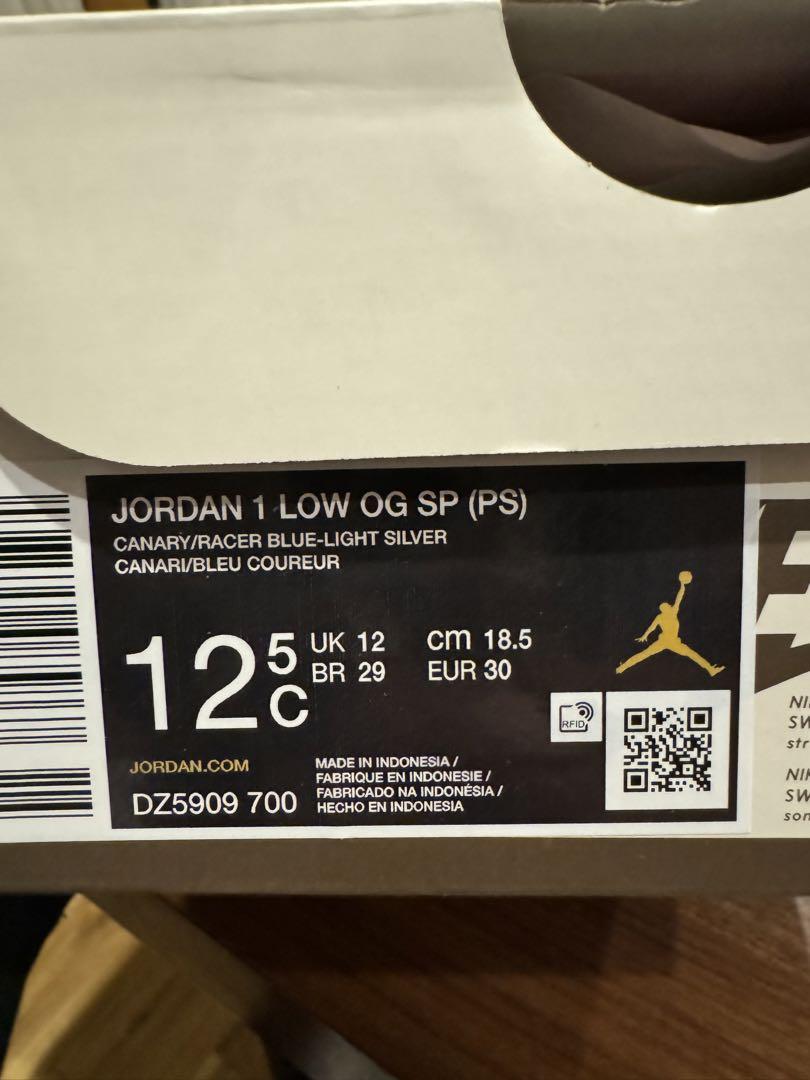 JORDAN 1 LOW OG SP (PS)
CANARY/RACER BLUE-LIGHT SILVER
CANARI/BLEU COUREUR
12 5 C
UK 12 cm 18.5
BR 29 EUR 30
RFID
JORDAN.COM
DZ5909 700
MADE IN INDONESIA /
FABRIQUE EN INDONESIE /
FABRICADO NA INDONÉSIA /
HECHO EN INDONESIA